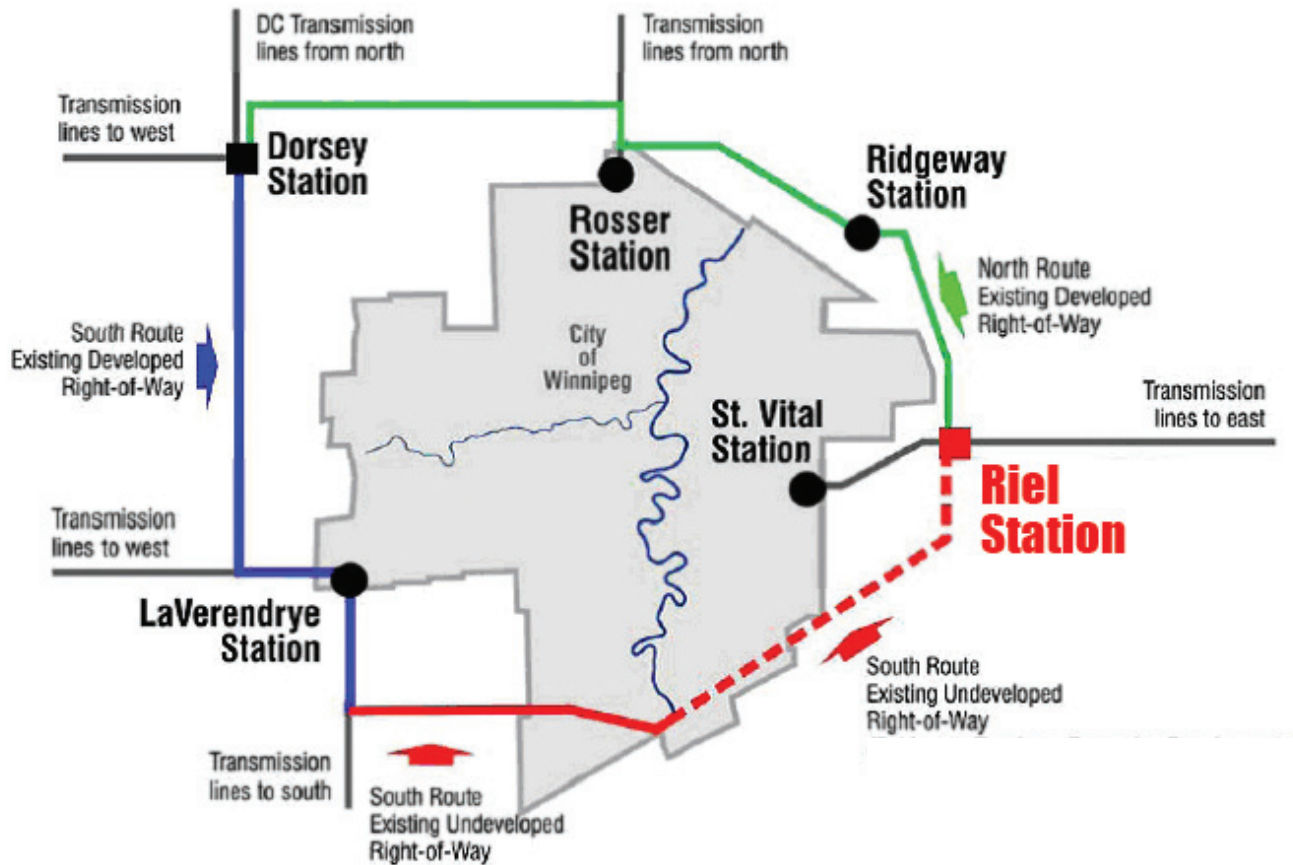 DC Transmission
lines from north
Transmission
lines from north
Transmission
lines to west
Dorsey
Station
Ridgeway
Station
Rosser
Station
North Route
Existing Developed
Right-of-Way
South Route
Existing Developed
Right-of-Way
City
of
Winnipeg
Transmission
lines to east
St. Vital
Station
Riel
Station
Transmission
lines to west
LaVerendrye
Station
South Route
Existing Undeveloped
Right-of-Way
Transmission
lines to south
South Route
Existing Undeveloped
Right-of-Way